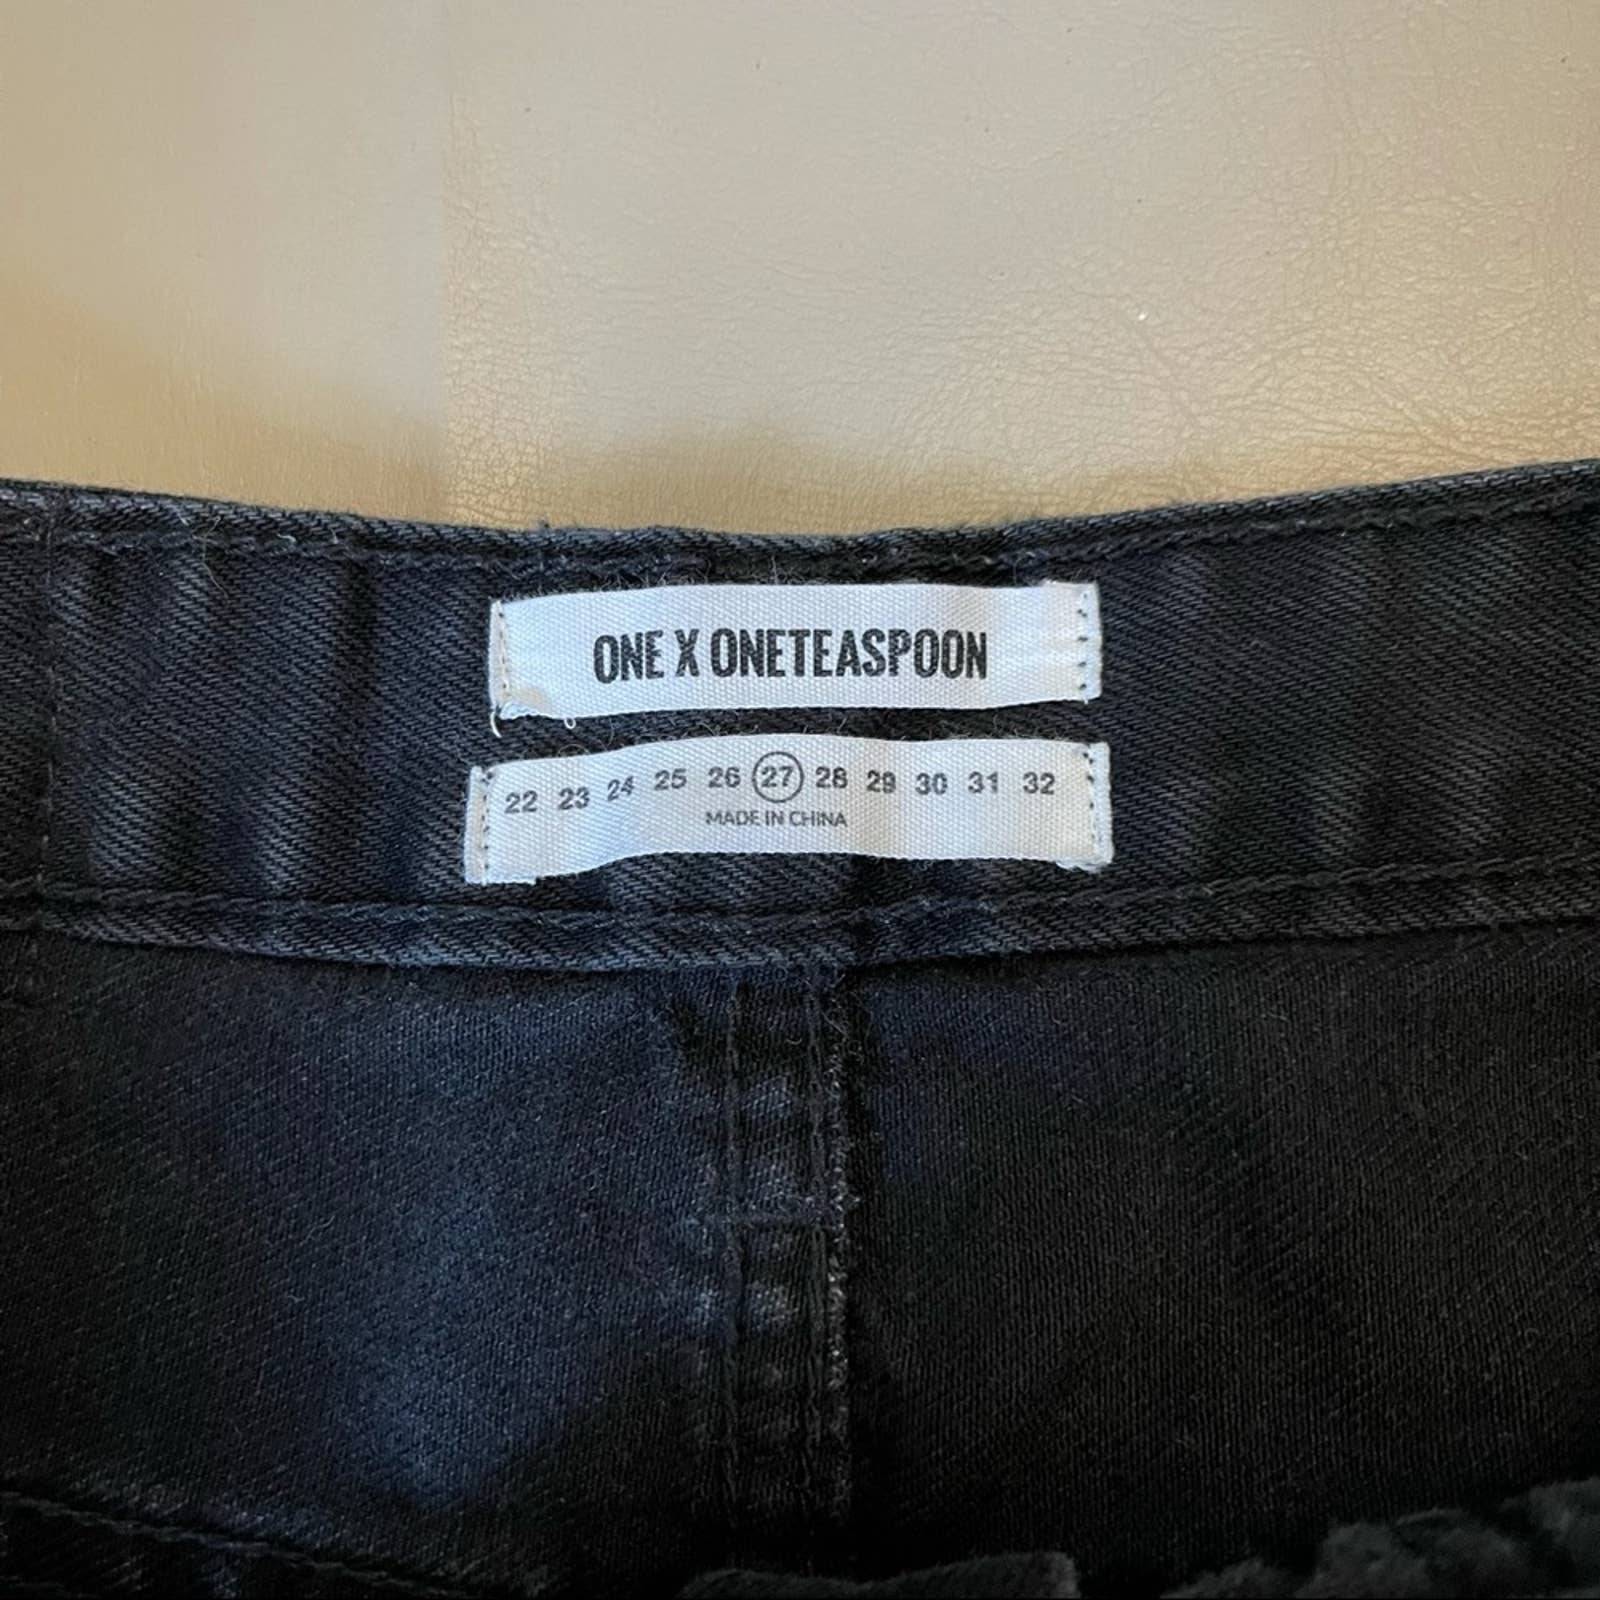 ONE X ONETEASPOON
22 23 24 25 26 27 28 29 30 31 32
MADE IN CHINA